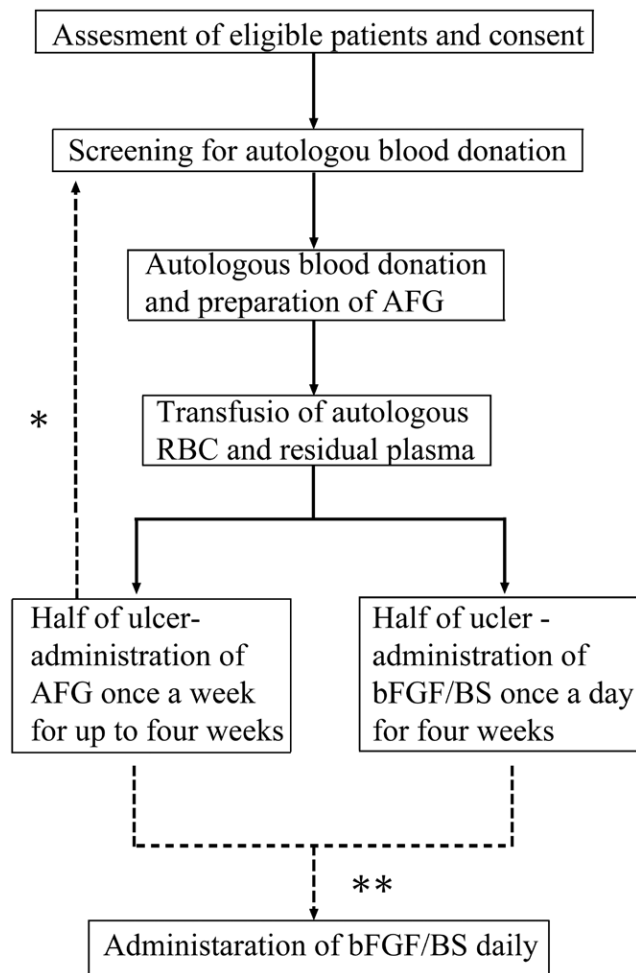 Assesment of eligible patients and consent
Screening for autologou blood donation
Autologous blood donation
and preparation of AFG
Transfusio of autologous
RBC and residual plasma
*
Half of ulcer-
administration of
AFG once a week
for up to four weeks
Half of ucler -
administration of
bFGF/BS once a day
for four weeks
**
Administaration of bFGF/BS daily